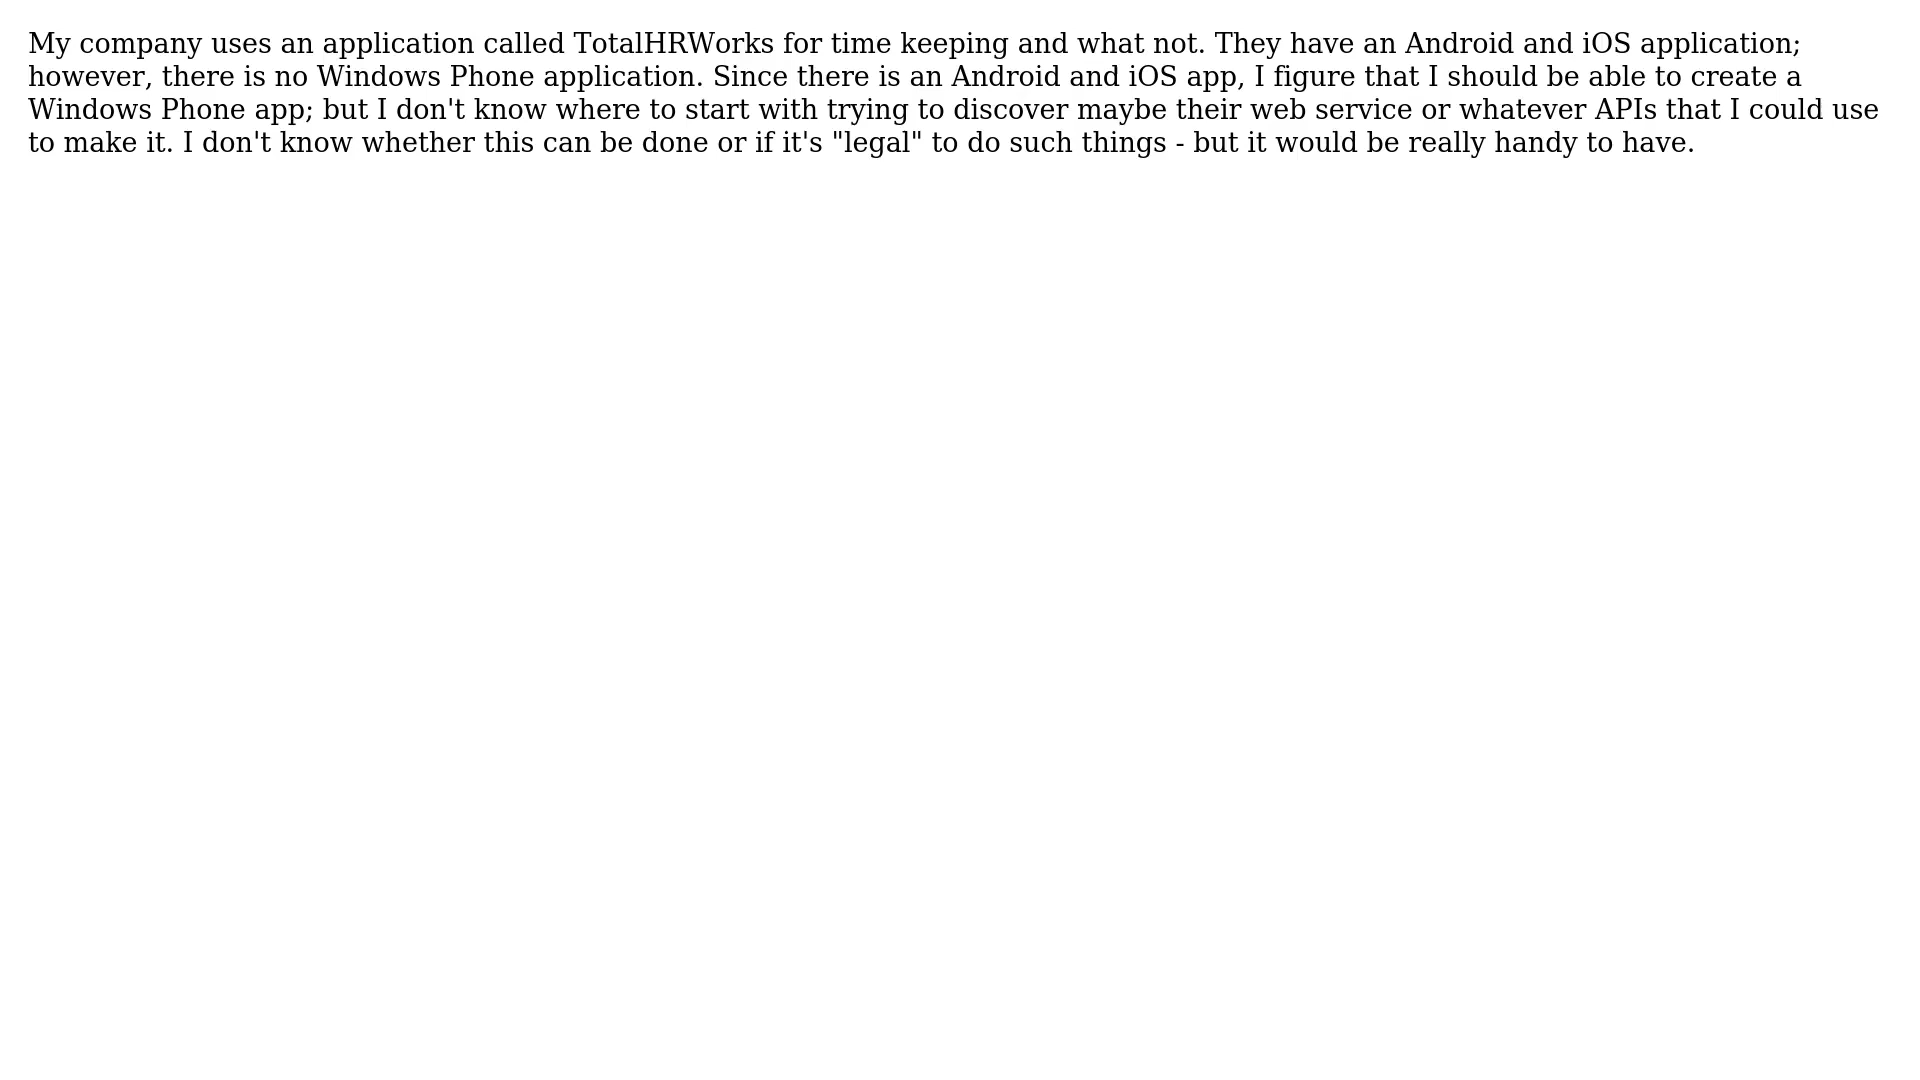 My company uses an application called TotalHRWorks for time keeping and what not. They have an Android and iOS application;
however, there is no Windows Phone application. Since there is an Android and iOS app, I figure that I should be able to create a
Windows Phone app; but I don't know where to start with trying to discover maybe their web service or whatever APIs that I could use
to make it. I don't know whether this can be done or if it's "legal" to do such things - but it would be really handy to have.